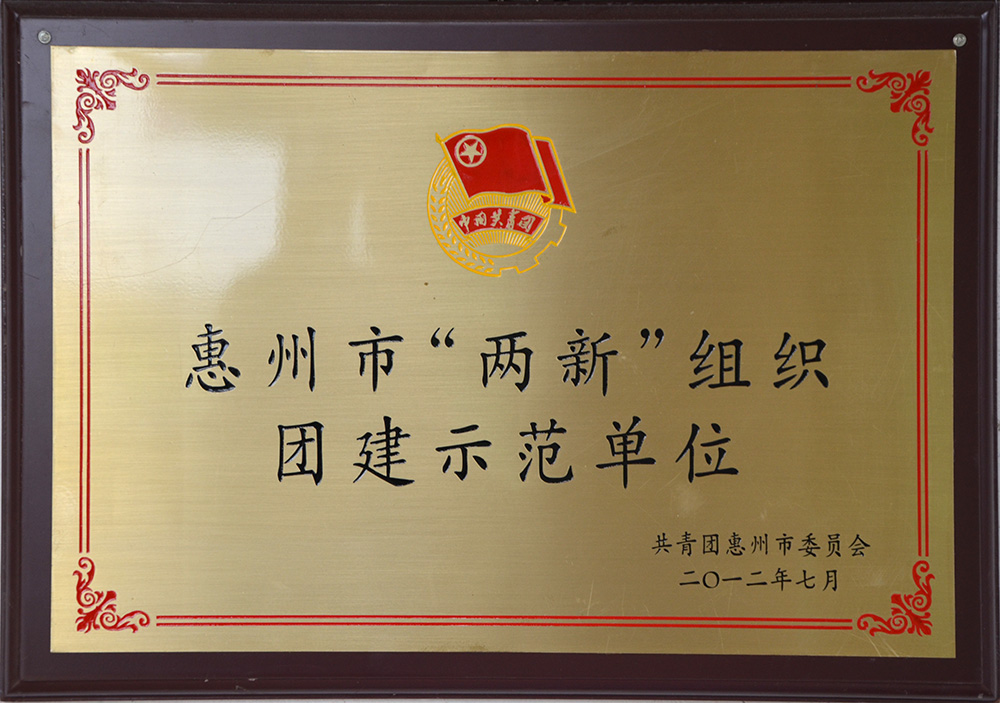 中国共青团
惠州市“两新”组织
团建示范单位
共青团惠州市委员会
二〇一二年七月